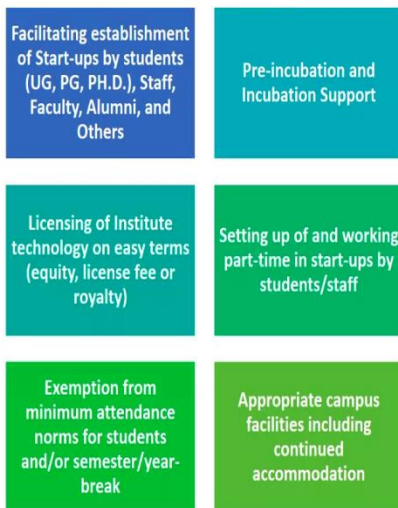 Facilitating establishment
of Start-ups by students
(UG, PG, PH.D.), Staff,
Faculty, Alumni, and
Others
Pre-incubation and
Incubation Support
Licensing of Institute
technology on easy terms
(equity, license fee or
royalty)
Setting up of and working
part-time in start-ups by
students/staff
Exemption from
minimum attendance
norms for students
and/or semester/year-
break
Appropriate campus
facilities including
continued
accommodation